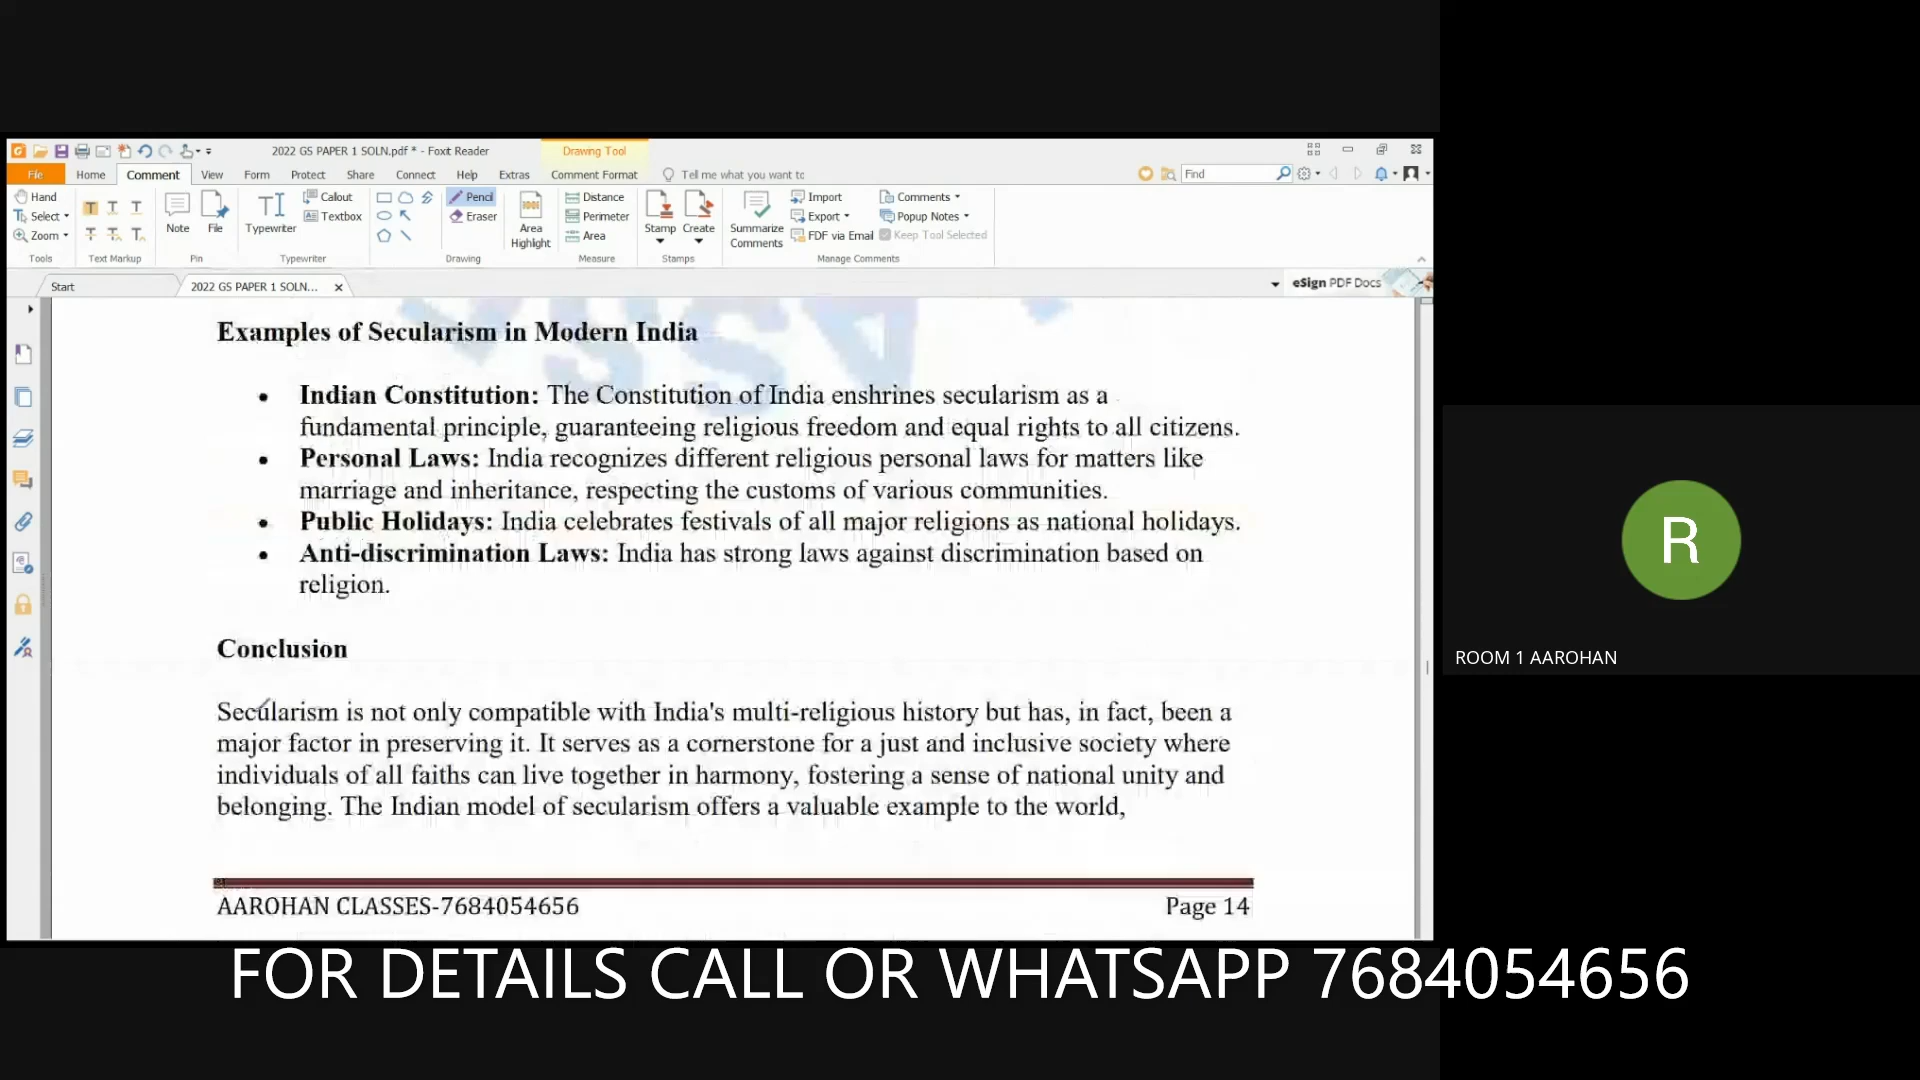 2022 GS PAPER 1 SOLN.pdf * - Foxit Reader
Drawing Tool
File Home Comment View Form Protect Share Connect Help Extras Comment Format Tell me what you want to Find
Hand
Select
Zoom
Tools
Text Markup
Note
File
Pin
Typewriter
Callout
Textbox
Typewriter
Pencil
Eraser
Area
Highlight
Drawing
Distance
Perimeter
Area
Measure
Stamp
Create
Stamps
Summarize
Comments
Import
Export
FDF via Email
Comments
Popup Notes
Keep Tool Selected
Manage Comments
Start
2022 GS PAPER 1 SOLN...
eSign PDF Docs
Examples of Secularism in Modern India
• Indian Constitution: The Constitution of India enshrines secularism as a
fundamental principle, guaranteeing religious freedom and equal rights to all citizens.
• Personal Laws: India recognizes different religious personal laws for matters like
marriage and inheritance, respecting the customs of various communities.
• Public Holidays: India celebrates festivals of all major religions as national holidays.
• Anti-discrimination Laws: India has strong laws against discrimination based on
religion.
Conclusion
Secularism is not only compatible with India's multi-religious history but has, in fact, been a
major factor in preserving it. It serves as a cornerstone for a just and inclusive society where
individuals of all faiths can live together in harmony, fostering a sense of national unity and
belonging. The Indian model of secularism offers a valuable example to the world,
AAROHAN CLASSES-7684054656
Page 14
R
ROOM 1 AAROHAN
FOR DETAILS CALL OR WHATSAPP 7684054656